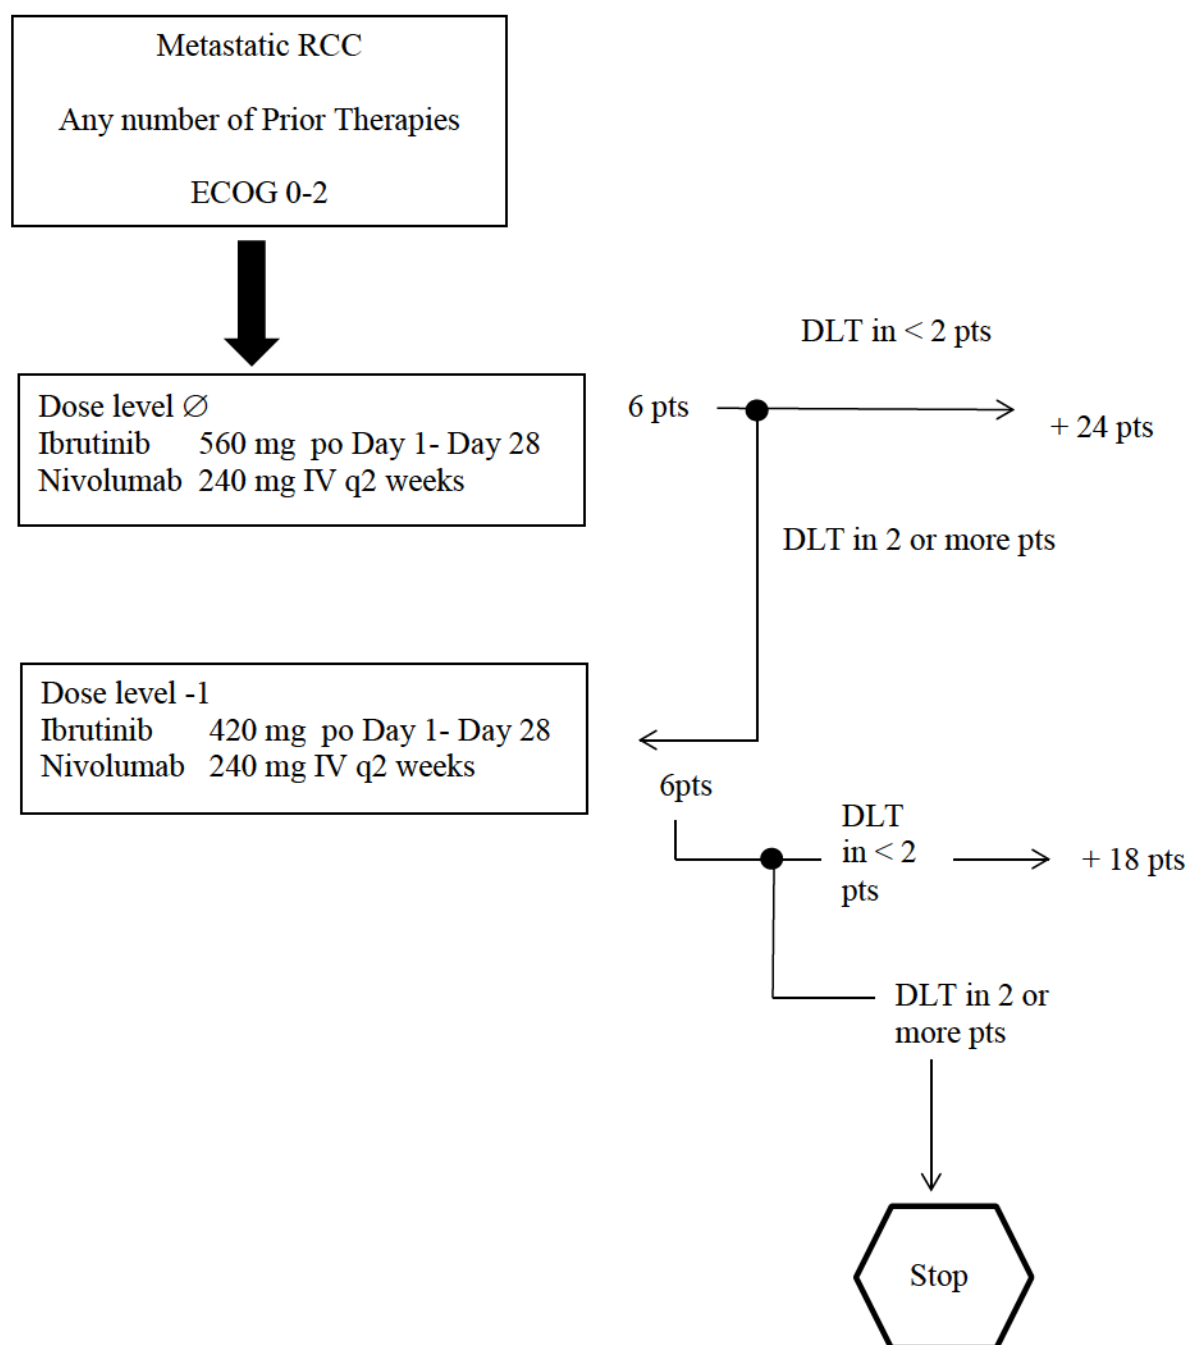 Metastatic RCC
Any number of Prior Therapies
ECOG 0-2
DLT in < 2 pts
Dose level ∅
Ibrutinib 560 mg po Day 1- Day 28
Nivolumab 240 mg IV q2 weeks
6 pts
+ 24 pts
DLT in 2 or more pts
Dose level -1
Ibrutinib 420 mg po Day 1- Day 28
Nivolumab 240 mg IV q2 weeks
6pts
DLT
in < 2
pts
+ 18 pts
DLT in 2 or
more pts
Stop